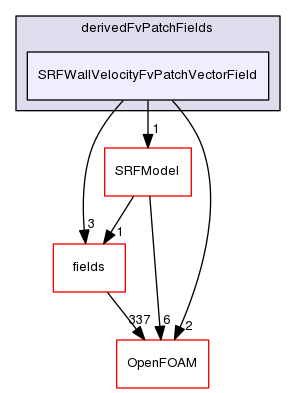 derivedFvPatchFields
SRFWallVelocityFvPatchVectorField
1
SRFModel
3
1
fields
337
6
2
OpenFOAM